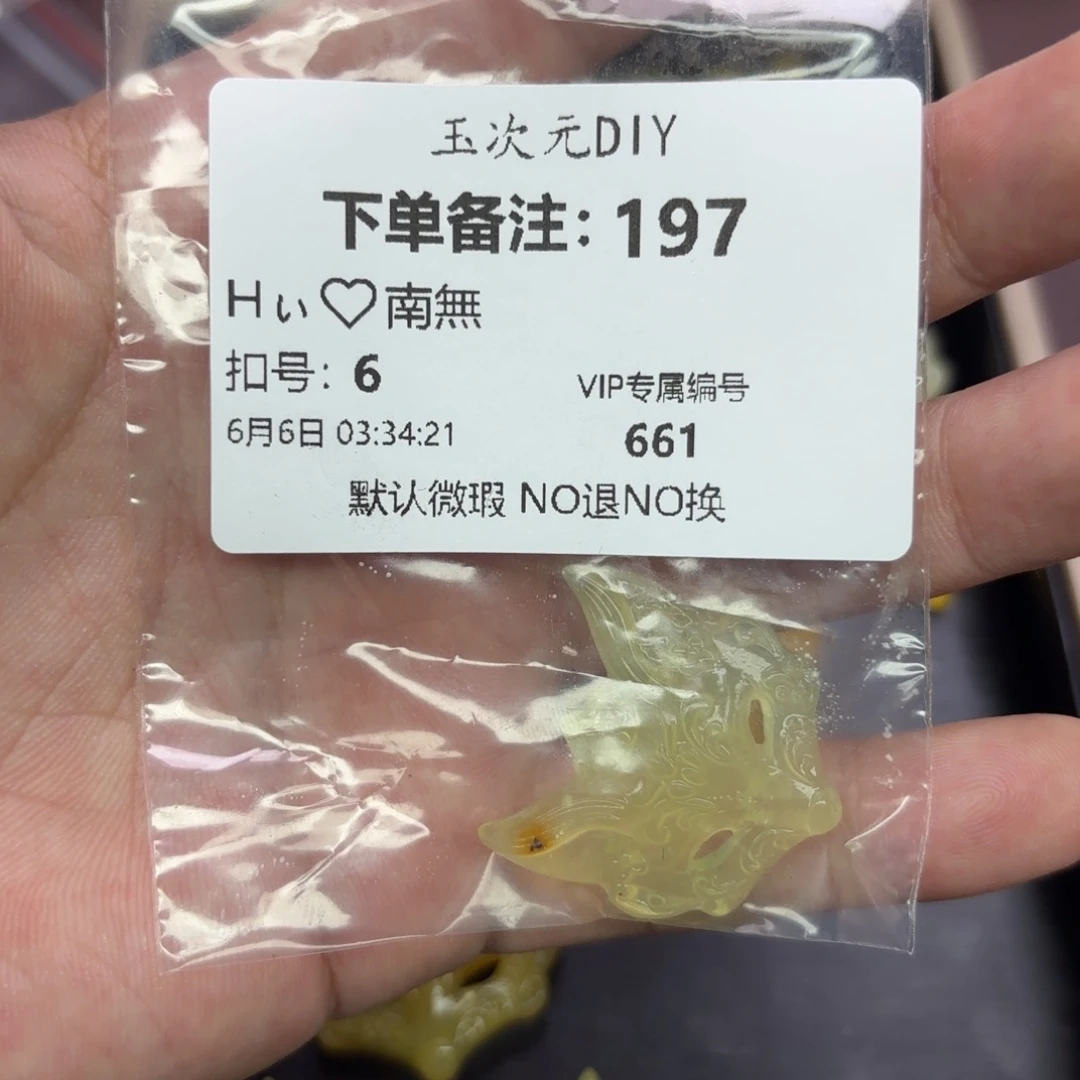 玉次元DIY
下单备注：197
Hぃ♡南無
扣号：6
VIP专属编号
6月6日 03:34:21
661
默认微瑕 NO退NO换